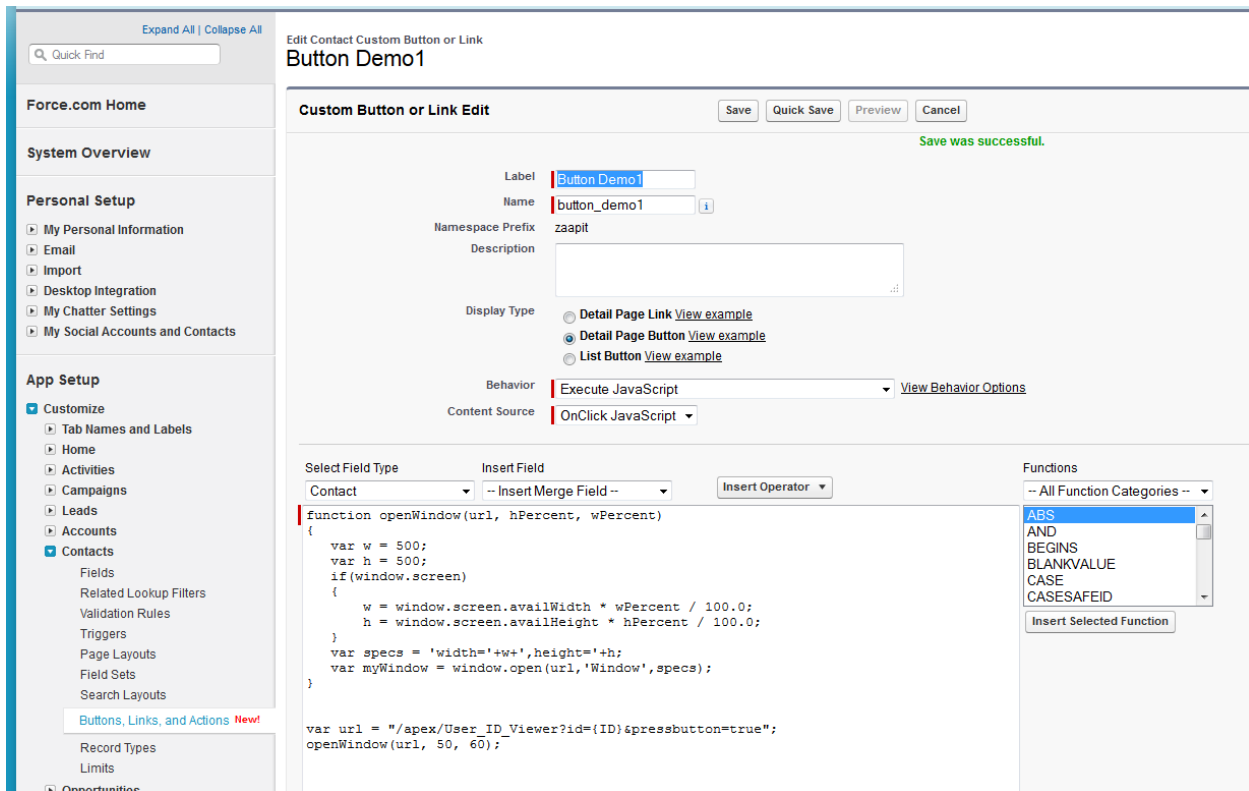 Expand All | Collapse All
Quick Find
Force.com Home
System Overview
Personal Setup
My Personal Information
Email
Import
Desktop Integration
My Chatter Settings
My Social Accounts and Contacts
App Setup
Customize
Tab Names and Labels
Home
Activities
Campaigns
Leads
Accounts
Contacts
Fields
Related Lookup Filters
Validation Rules
Triggers
Page Layouts
Field Sets
Search Layouts
Buttons, Links, and Actions New!
Record Types
Limits
Opportunities
Edit Contact Custom Button or Link
Button Demo1
Custom Button or Link Edit Save Quick Save Preview Cancel
Save was successful.
Label Button Demo1
Name button_demo1 i
Namespace Prefix zaapit
Description
Display Type Detail Page Link View example
Detail Page Button View example
List Button View example
Behavior Execute JavaScript View Behavior Options
Content Source OnClick JavaScript
Select Field Type Insert Field Functions
Contact -- Insert Merge Field -- Insert Operator -- All Function Categories --
function openWindow(url, hPercent, wPercent)
{
var w = 500;
var h = 500;
if(window.screen)
{
w = window.screen.availWidth * wPercent / 100.0;
h = window.screen.availHeight * hPercent / 100.0;
}
var specs = 'width='+w+',height='+h;
var myWindow = window.open(url,'Window',specs);
}
var url = "/apex/User_ID_Viewer?id={ID}&pressbutton=true";
openWindow(url, 50, 60);
ABS
AND
BEGINS
BLANKVALUE
CASE
CASESAFEID
Insert Selected Function